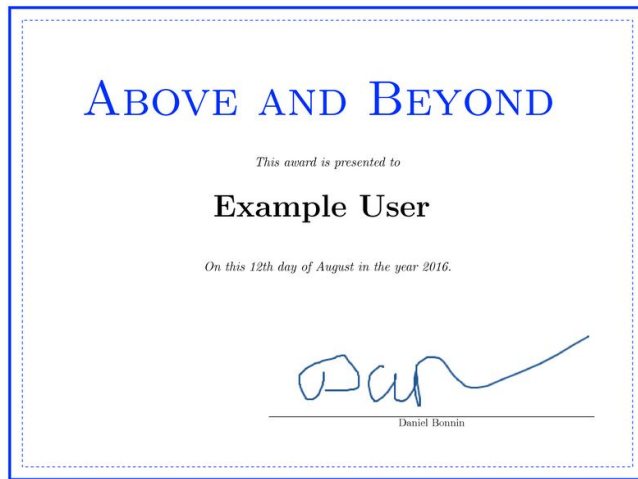 Above and Beyond
This award is presented to
Example User
On this 12th day of August in the year 2016.
Dan
Daniel Bonnin